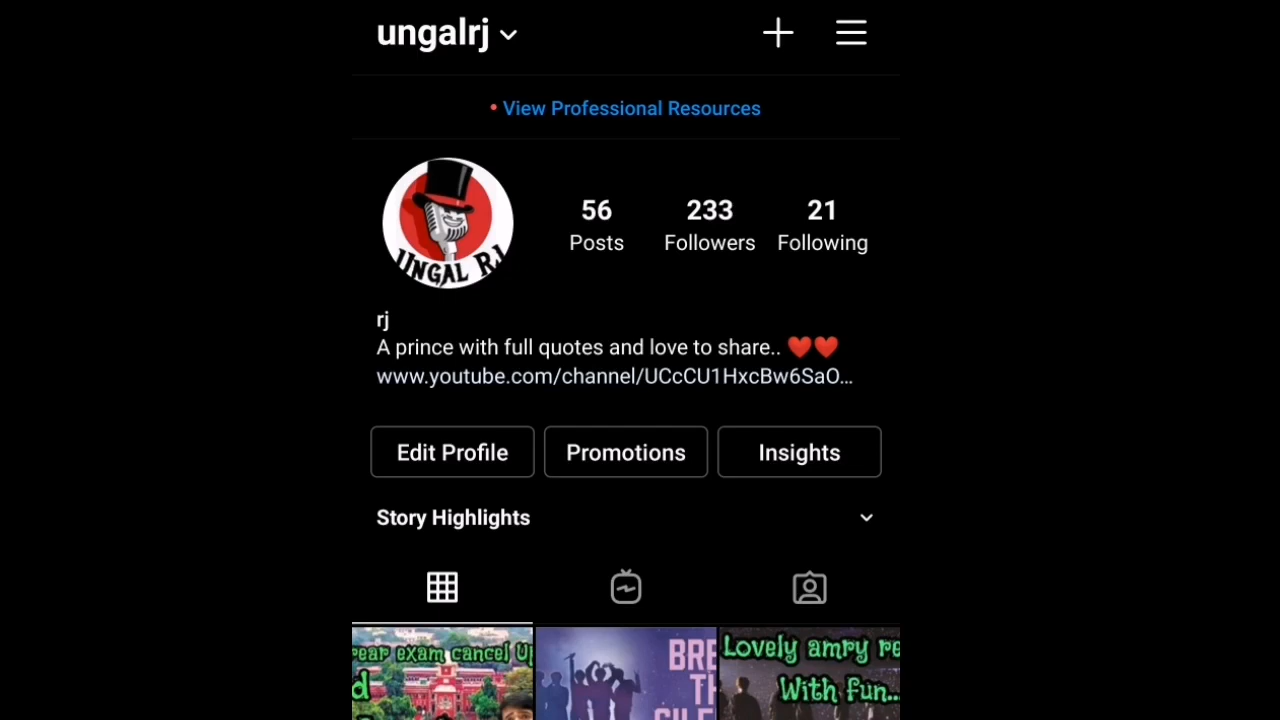 ungalrj
• View Professional Resources
UNGAL RJ
56
Posts
233
Followers
21
Following
rj
A prince with full quotes and love to share.. ❤️❤️
www.youtube.com/channel/UCcCU1HxcBw6SaO...
Edit Profile
Promotions
Insights
Story Highlights
exam cancel
Lovely amry
With fun..